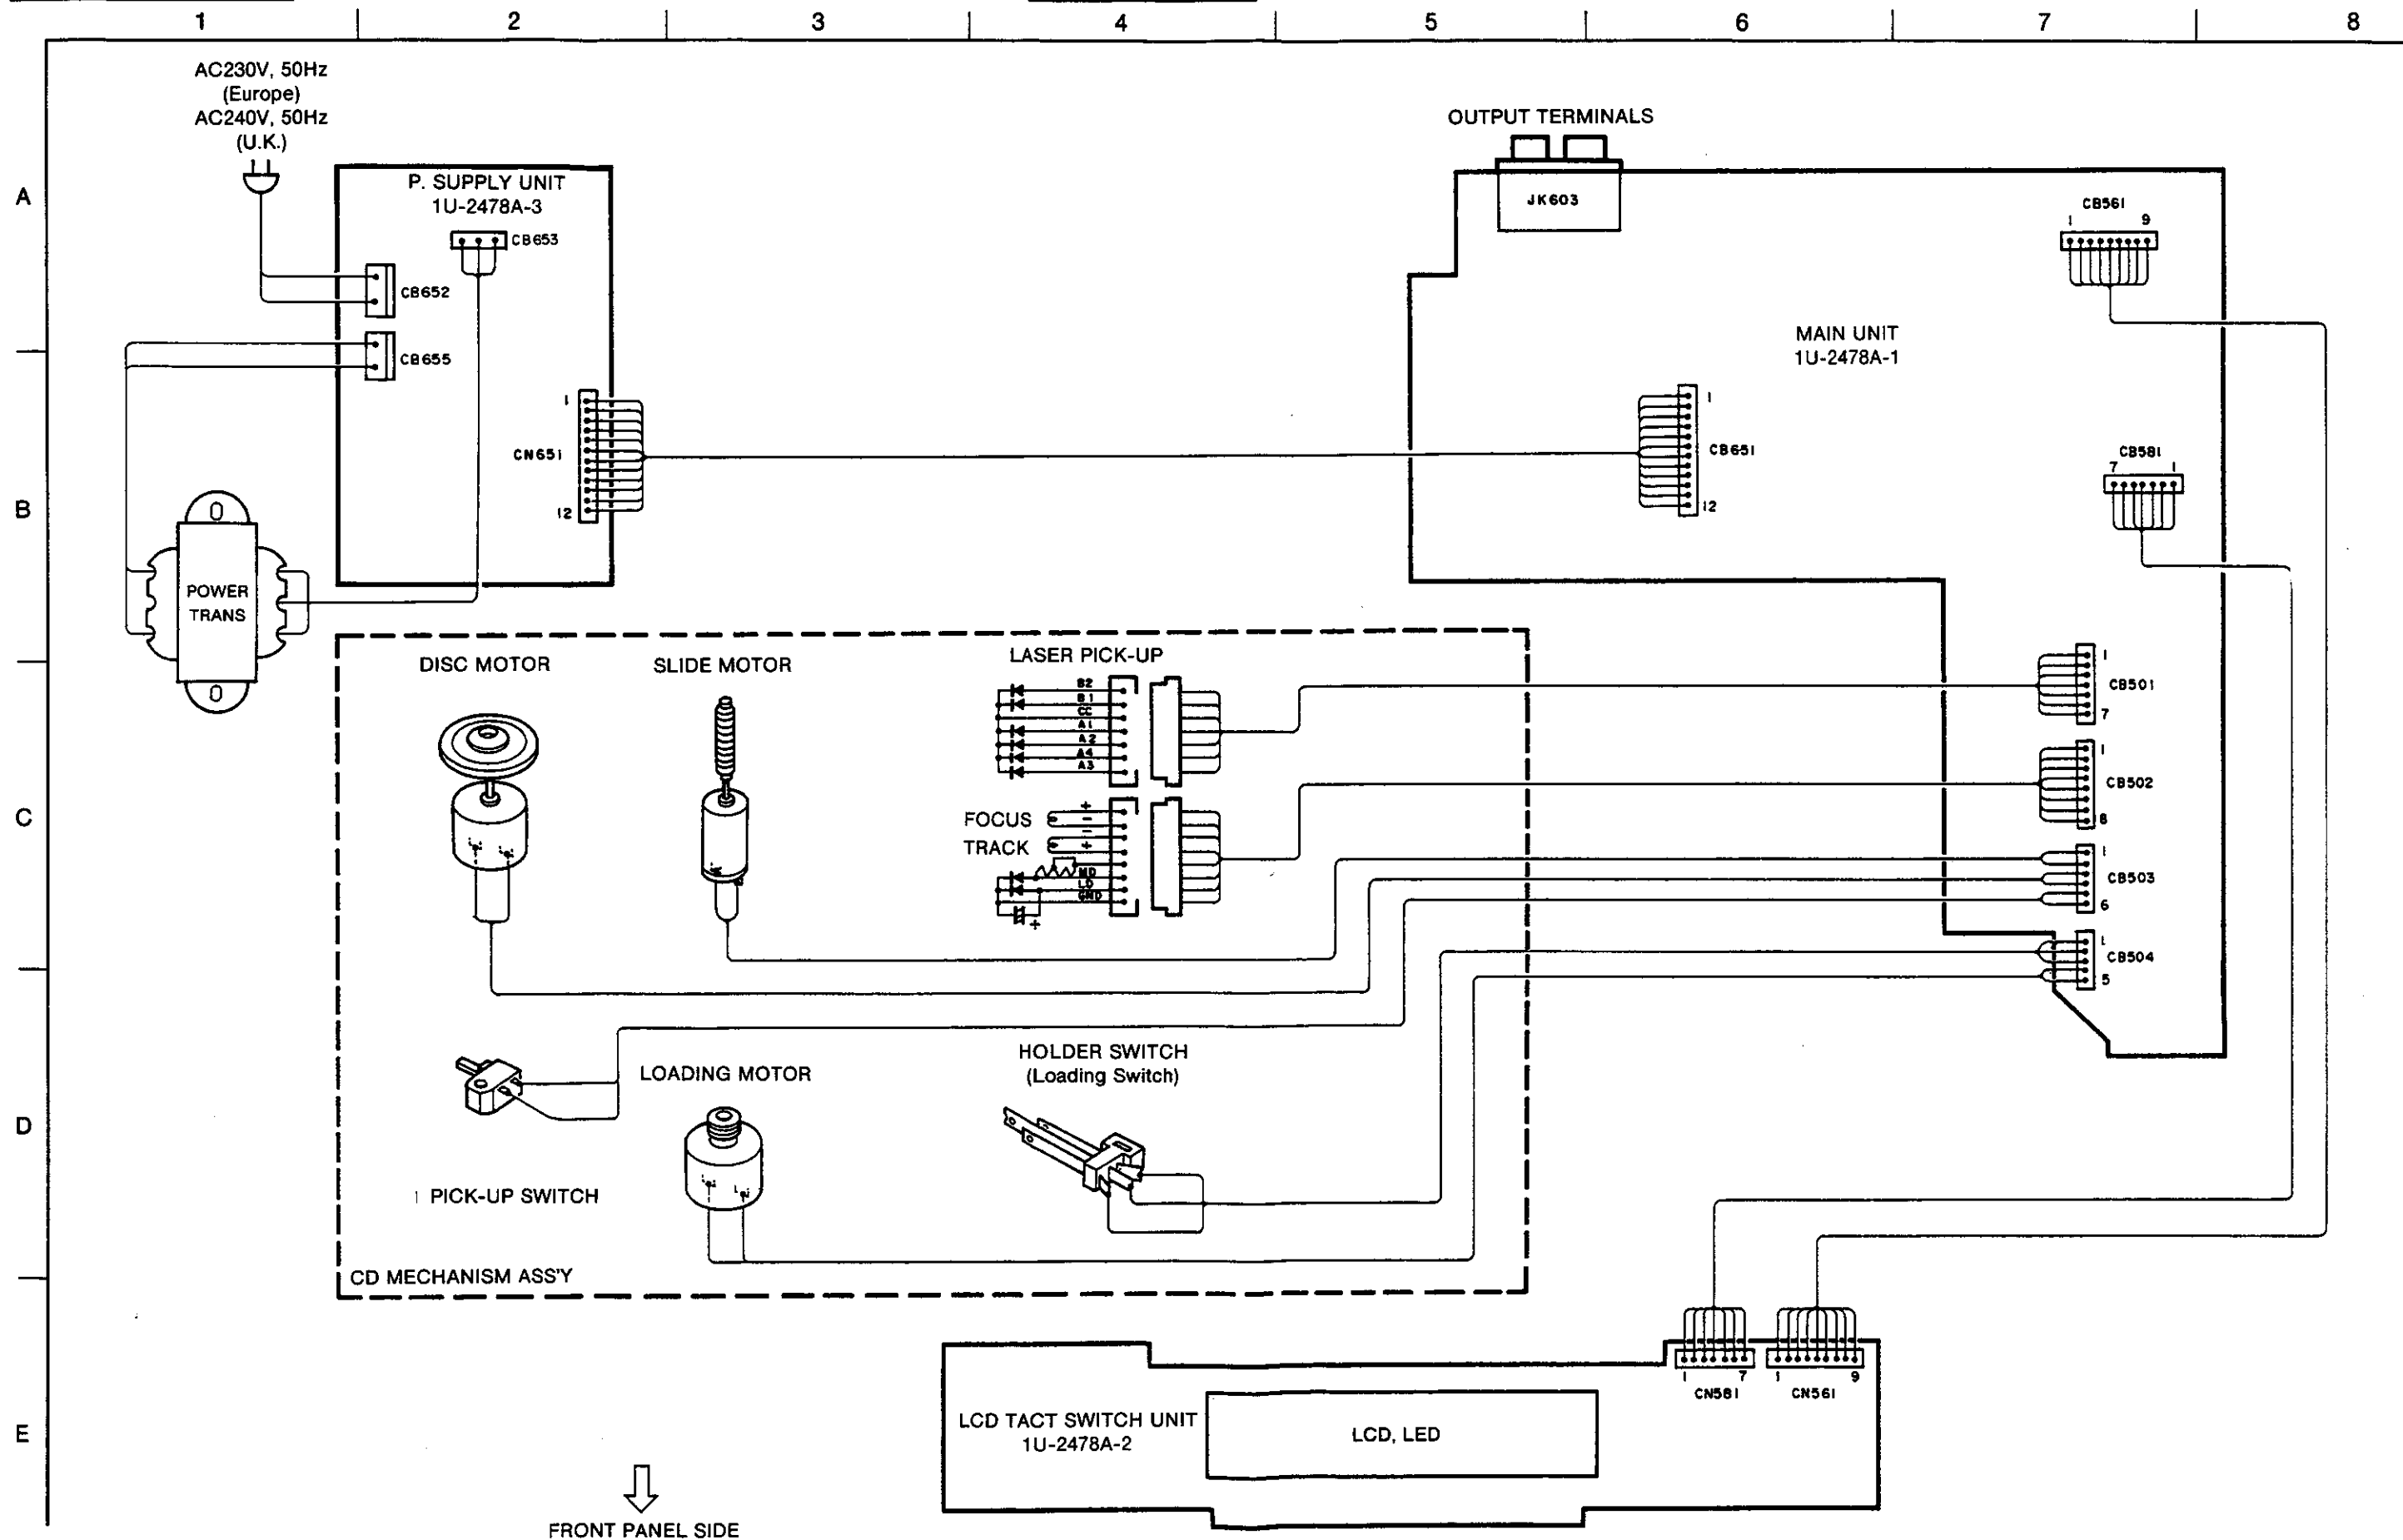 1 2 3 4 5 6 7 8
AC230V, 50Hz
(Europe)
AC240V, 50Hz
(U.K.)
OUTPUT TERMINALS
A
P. SUPPLY UNIT
1U-2478A-3
JK603
CB561
1 9
CB653
CB652
MAIN UNIT
1U-2478A-1
CB655
1
CN651
12
1
CB651
12
CB581
7 1
B
POWER
TRANS
DISC MOTOR
SLIDE MOTOR
LASER PICK-UP
B2
B1
CC
A1
A2
A4
A3
1
CB501
7
1
CB502
8
C
FOCUS
+
-
TRACK
-
+
MD
LD
GND
+
1
CB503
6
1
CB504
5
HOLDER SWITCH
(Loading Switch)
LOADING MOTOR
D
PICK-UP SWITCH
CD MECHANISM ASS'Y
1 7
CN581
1 9
CN561
E
LCD TACT SWITCH UNIT
1U-2478A-2
LCD, LED
FRONT PANEL SIDE